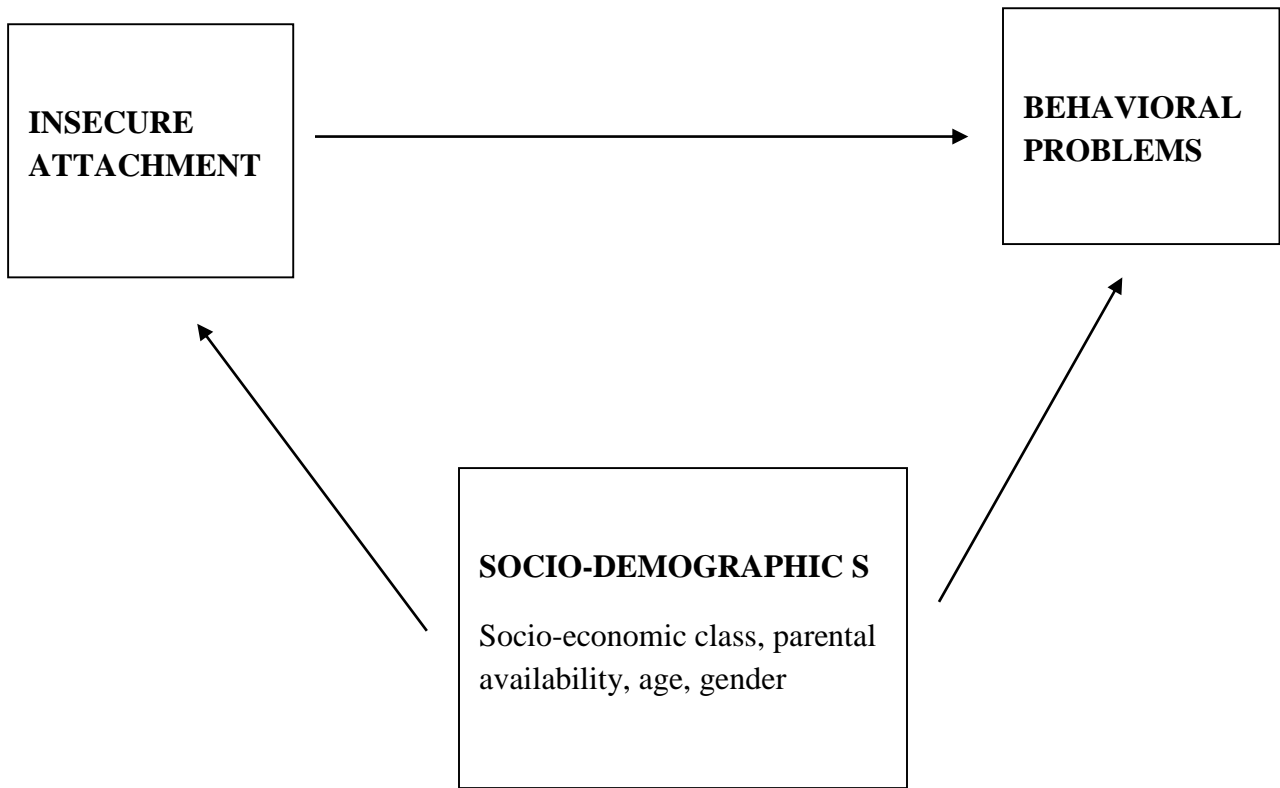 INSECURE
ATTACHMENT
BEHAVIORAL
PROBLEMS
SOCIO-DEMOGRAPHIC S
Socio-economic class, parental
availability, age, gender